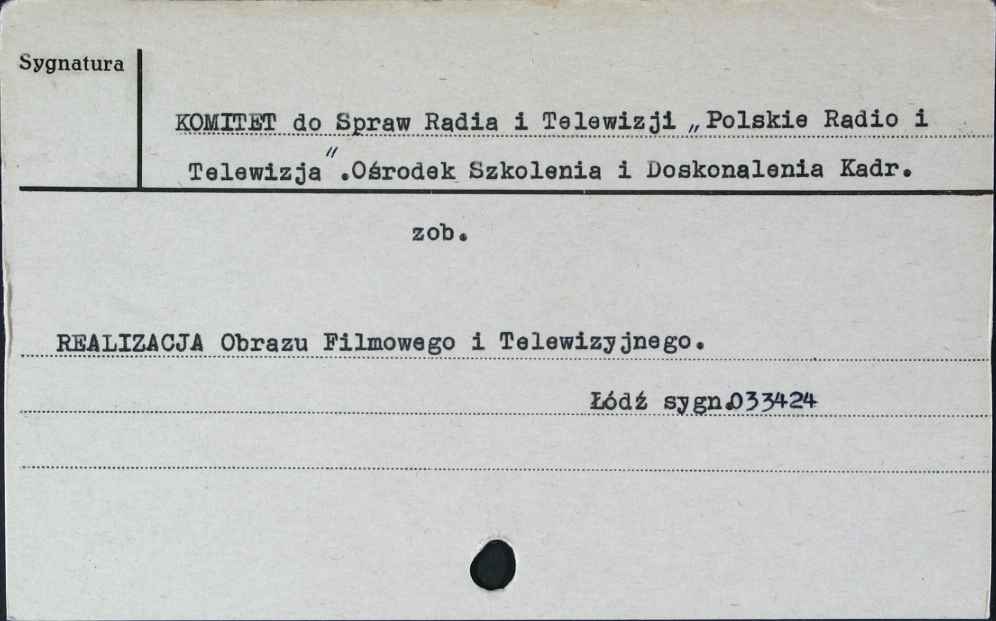 Sygnatura
KOMITET do Spraw Radia i Telewizji „Polskie Radio i
Telewizja”.Ośrodek Szkolenia i Doskonalenia Kadr.
zob.
REALIZACJA Obrazu Filmowego i Telewizyjnego.
Łódź sygn.033424